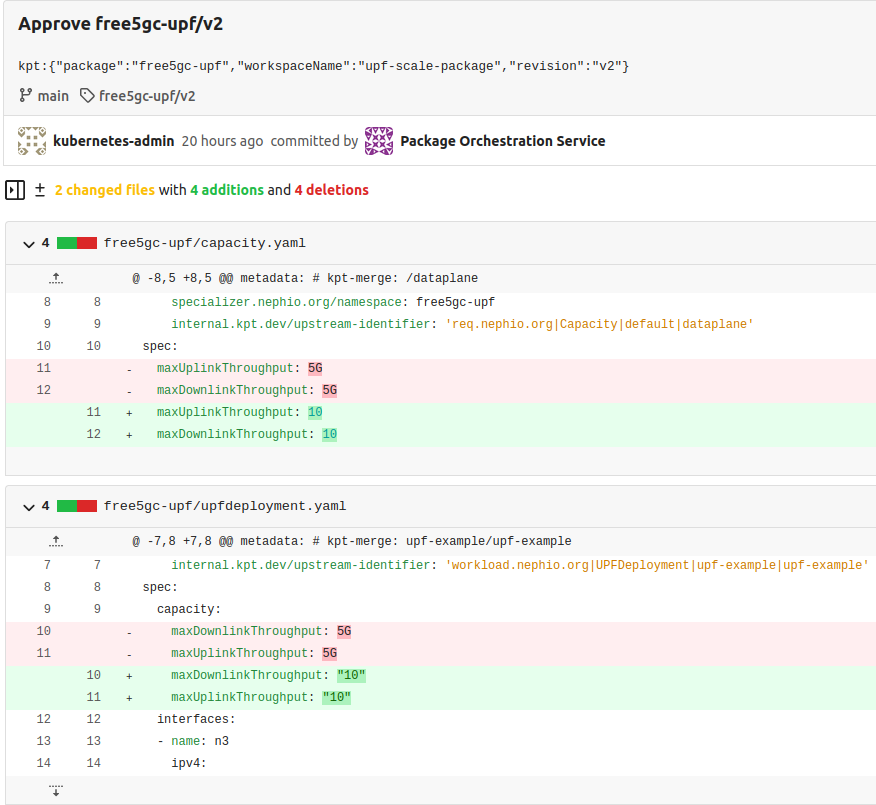 Approve free5gc-upf/v2
kpt:{"package":"free5gc-upf","workspaceName":"upf-scale-package","revision":"v2"}
main free5gc-upf/v2
kubernetes-admin 20 hours ago committed by Package Orchestration Service
± 2 changed files with 4 additions and 4 deletions
4 free5gc-upf/capacity.yaml
@ -8,5 +8,5 @@ metadata: # kpt-merge: /dataplane
8 8 specializer.nephio.org/namespace: free5gc-upf
9 9 internal.kpt.dev/upstream-identifier: 'req.nephio.org|Capacity|default|dataplane'
10 10 spec:
11 - maxUplinkThroughput: 5G
12 - maxDownlinkThroughput: 5G
11 + maxUplinkThroughput: 10
12 + maxDownlinkThroughput: 10
4 free5gc-upf/upfdeployment.yaml
@ -7,8 +7,8 @@ metadata: # kpt-merge: upf-example/upf-example
7 7 internal.kpt.dev/upstream-identifier: 'workload.nephio.org|UPFDeployment|upf-example|upf-example'
8 8 spec:
9 9 capacity:
10 - maxDownlinkThroughput: 5G
11 - maxUplinkThroughput: 5G
10 + maxDownlinkThroughput: "10"
11 + maxUplinkThroughput: "10"
12 12 interfaces:
13 13 - name: n3
14 14 ipv4: